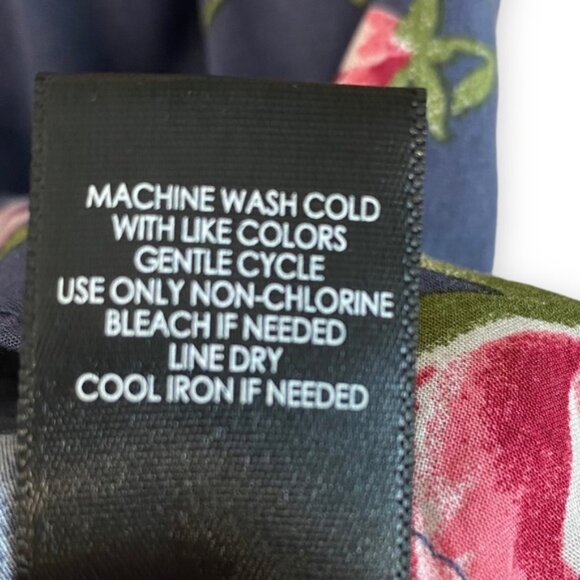 MACHINE WASH COLD
WITH LIKE COLORS
GENTLE CYCLE
USE ONLY NON-CHLORINE
BLEACH IF NEEDED
LINE DRY
COOL IRON IF NEEDED